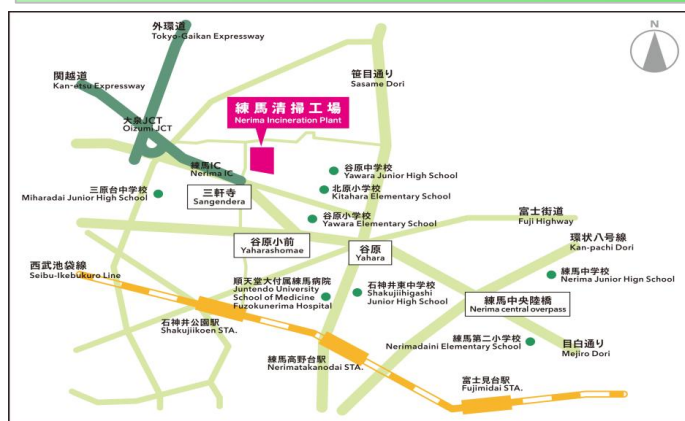 外環道
Tokyo-Gaikan Expressway
関越道
Kan-etsu Expressway
笹目通り
Sasame Dori
練馬清掃工場
Nerima Incineration Plant
大泉JCT
Oizumi JCT
練馬IC
Nerima IC
谷原中学校
Yawara Junior High School
北原小学校
Kitahara Elementary School
三原台中学校
Miharadai Junior High School
三軒寺
Sangendera
谷原小学校
Yawara Elementary School
富士街道
Fuji Highway
谷原小前
Yaharashomae
谷原
Yahara
環状八号線
Kan-pachi Dori
西武池袋線
Seibu-Ikebukuro Line
順天堂大付属練馬病院
Juntendo University
School of Medicine
Fuzokunerima Hospital
石神井東中学校
Shakujiihigashi
Junior High School
練馬中学校
Nerima Junior Hign School
練馬中央陸橋
Nerima central overpass
石神井公園駅
Shakujiikoen STA.
練馬第二小学校
Nerimadaini Elementary School
目白通り
Mejiro Dori
練馬高野台駅
Nerimatakanodai STA.
富士見台駅
Fujimidai STA.